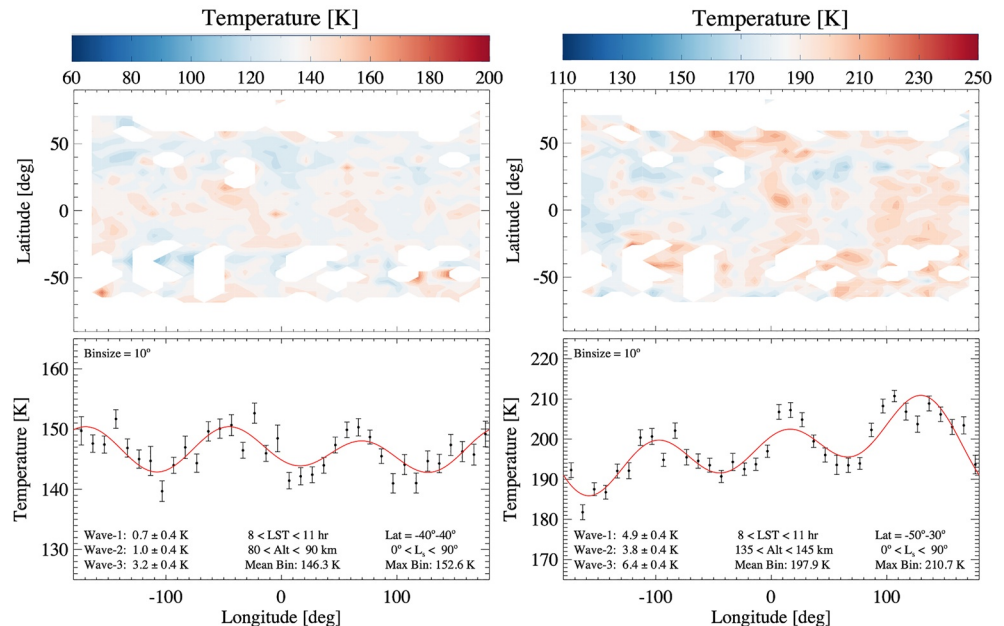 Temperature [K]
60 80 100 120 140 160 180 200
Latitude [deg]
50
0
-50
Temperature [K]
160
150
140
130
Binsize = 10°
Wave-1: 0.7 ± 0.4 K
Wave-2: 1.0 ± 0.4 K
Wave-3: 3.2 ± 0.4 K
8 < LST < 11 hr
80 < Alt < 90 km
Mean Bin: 146.3 K
Lat = -40°-40°
0° < Ls < 90°
Max Bin: 152.6 K
-100 0 100
Longitude [deg]
Temperature [K]
110 130 150 170 190 210 230 250
Latitude [deg]
50
0
-50
Temperature [K]
220
210
200
190
180
170
Binsize = 10°
Wave-1: 4.9 ± 0.4 K
Wave-2: 3.8 ± 0.4 K
Wave-3: 6.4 ± 0.4 K
8 < LST < 11 hr
135 < Alt < 145 km
Mean Bin: 197.9 K
Lat = -50°-30°
0° < Ls < 90°
Max Bin: 210.7 K
-100 0 100
Longitude [deg]